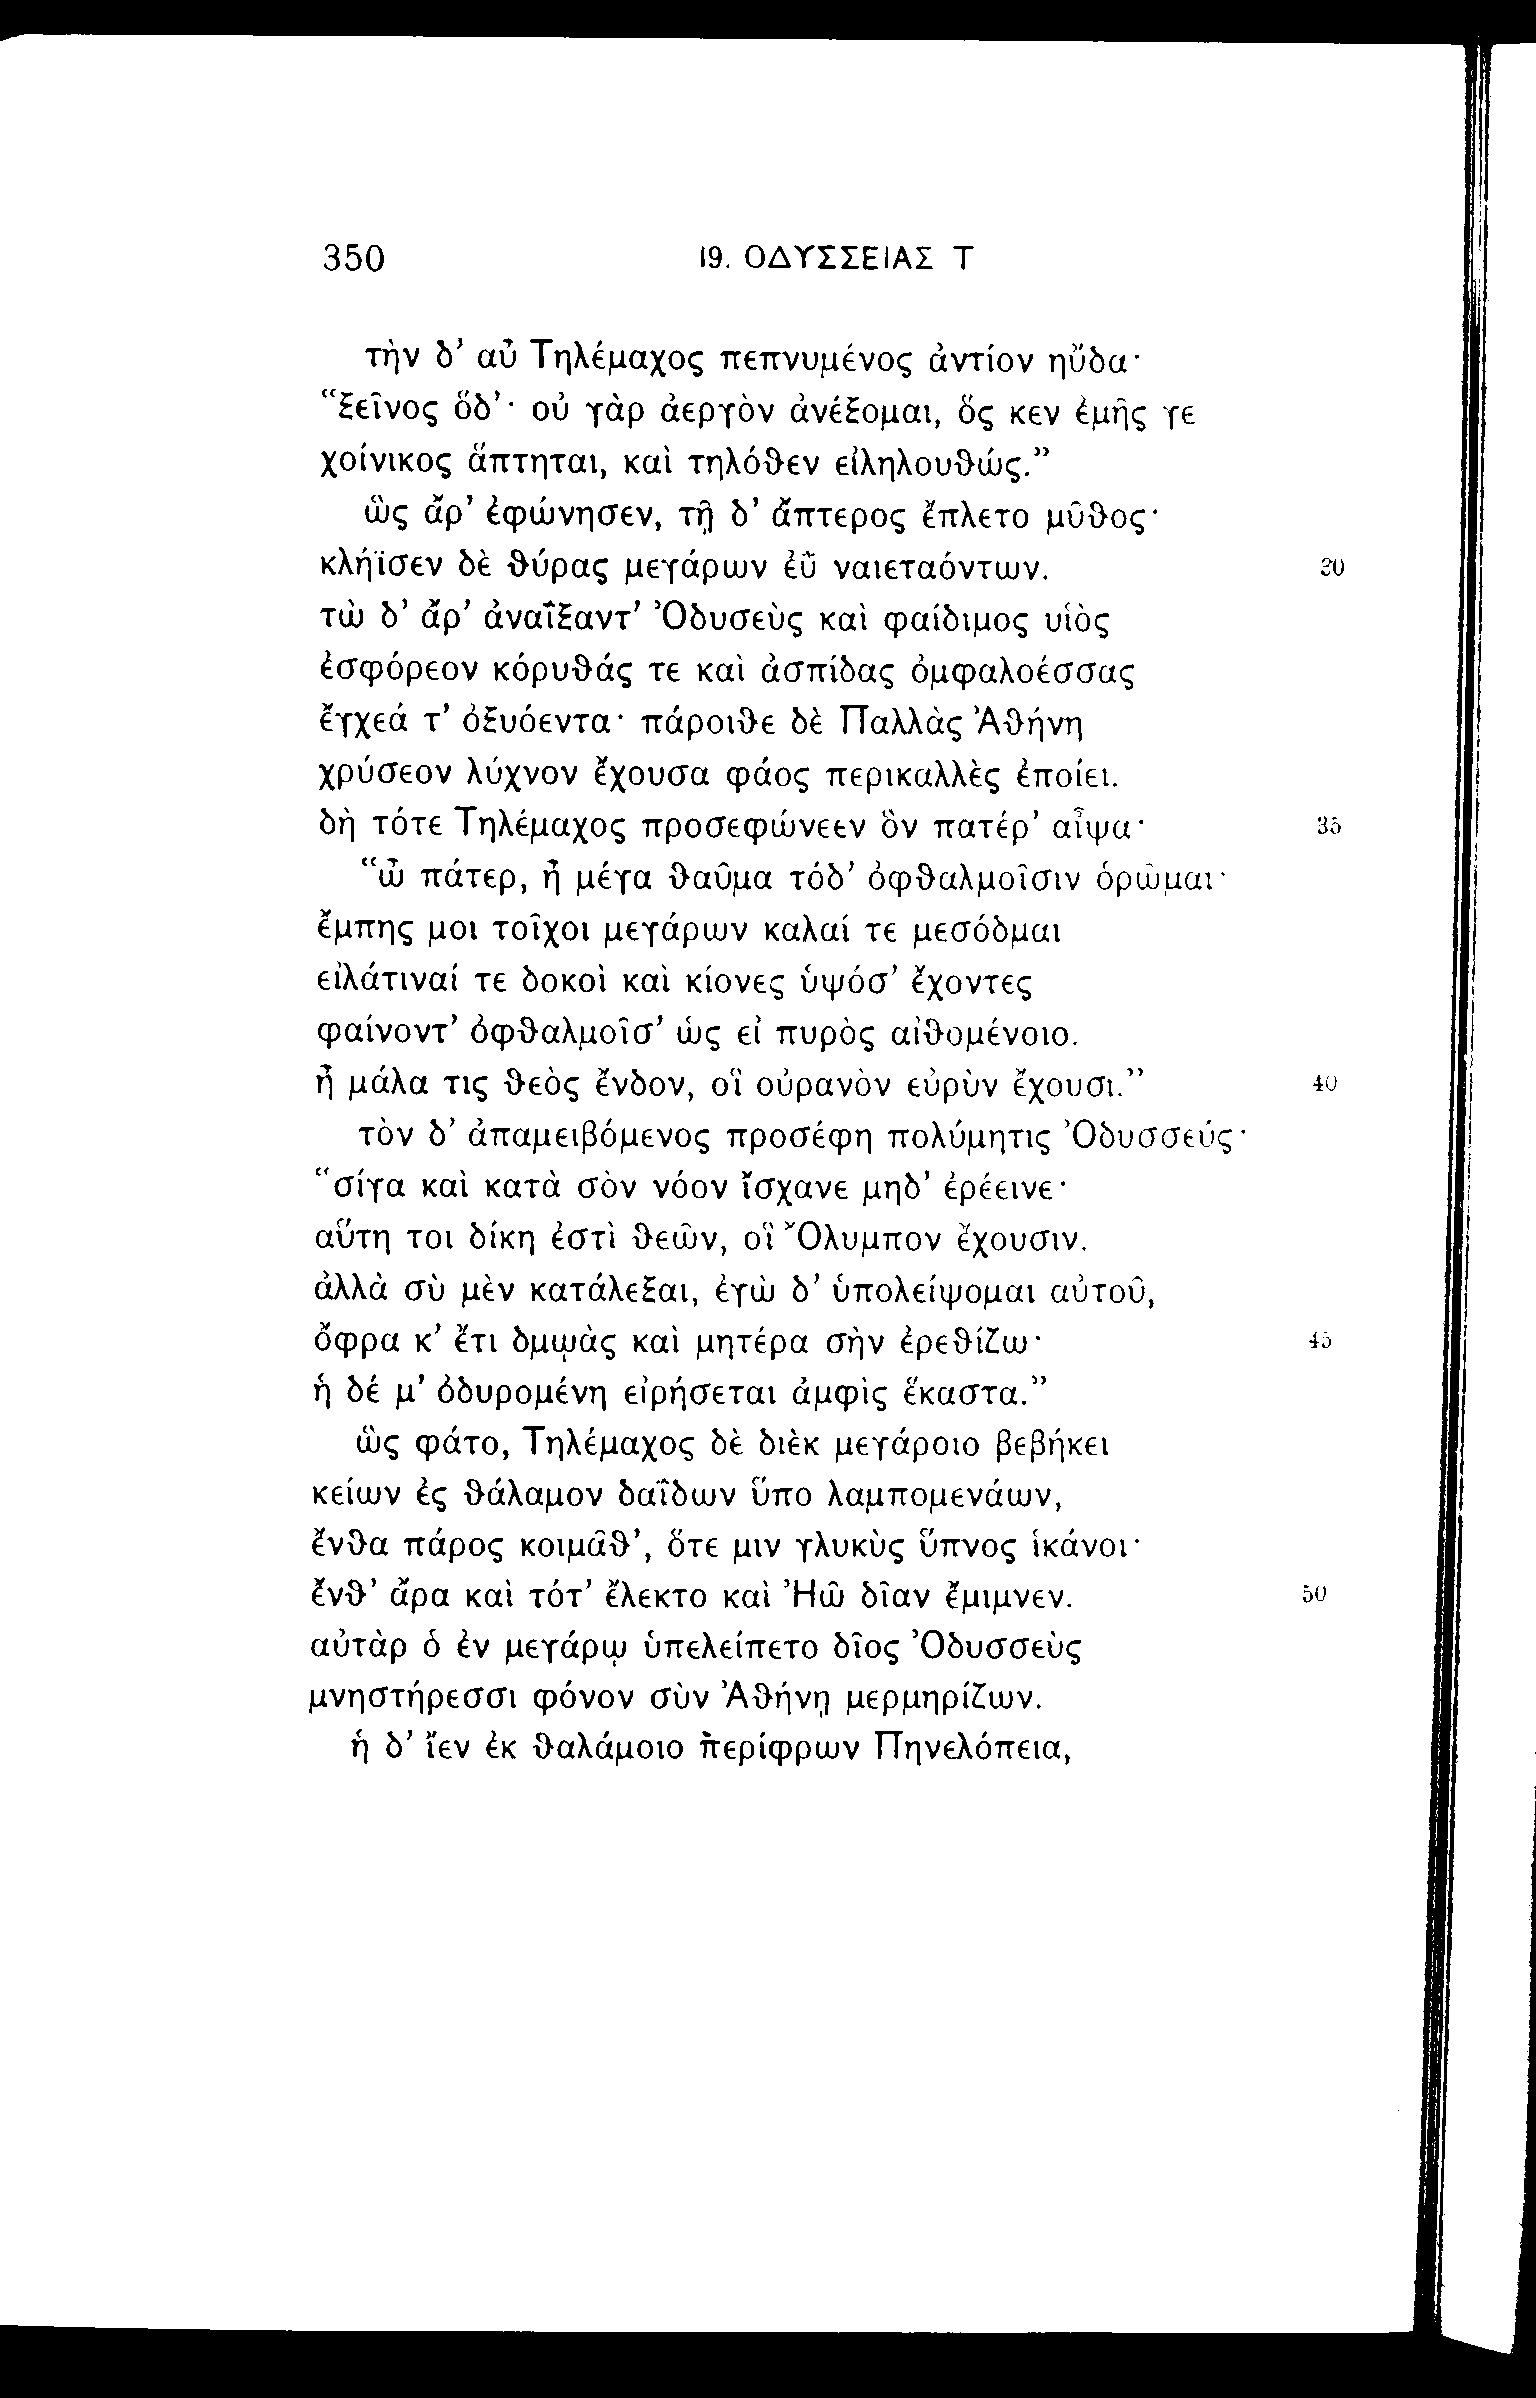 350 19. ΟΔΥΣΣΕΙΑΣ Τ
τὴν δ’ αὖ Τηλέμαχος πεπνυμένος ἀντίον ηὔδα·
“ξεῖνος ὅδ’· οὐ γὰρ ἀεργὸν ἀνέξομαι, ὅς κεν ἐμῆς γε
χοίνικος ἅπτηται, καὶ τηλόθεν εἰληλουθώς.”
ὣς ἄρ’ ἐφώνησεν, τῇ δ’ ἄπτερος ἔπλετο μῦθος·
κλήϊσεν δὲ θύρας μεγάρων ἐῢ ναιεταόντων. 30
τὼ δ’ ἄρ’ ἀναΐξαντ’ Ὀδυσεὺς καὶ φαίδιμος υἱὸς
ἐσφόρεον κόρυθάς τε καὶ ἀσπίδας ὀμφαλοέσσας
ἔγχεά τ’ ὀξυόεντα· πάροιθε δὲ Παλλὰς Ἀθήνη
χρύσεον λύχνον ἔχουσα φάος περικαλλὲς ἐποίει.
δὴ τότε Τηλέμαχος προσεφώνεεν ὃν πατέρ’ αἶψα· 35
“ὦ πάτερ, ἦ μέγα θαῦμα τόδ’ ὀφθαλμοῖσιν ὁρῶμαι·
ἔμπης μοι τοῖχοι μεγάρων καλαί τε μεσόδμαι
εἰλάτιναί τε δοκοὶ καὶ κίονες ὑψόσ’ ἔχοντες
φαίνοντ’ ὀφθαλμοῖσ’ ὡς εἰ πυρὸς αἰθομένοιο.
ἦ μάλα τις θεὸς ἔνδον, οἳ οὐρανὸν εὐρὺν ἔχουσι.” 40
τὸν δ’ ἀπαμειβόμενος προσέφη πολύμητις Ὀδυσσεύς·
“σίγα καὶ κατὰ σὸν νόον ἴσχανε μηδ’ ἐρέεινε·
αὕτη τοι δίκη ἐστὶ θεῶν, οἳ Ὄλυμπον ἔχουσιν.
ἀλλὰ σὺ μὲν κατάλεξαι, ἐγὼ δ’ ὑπολείψομαι αὐτοῦ,
ὄφρα κ’ ἔτι δμῳὰς καὶ μητέρα σὴν ἐρεθίζω· 45
ἡ δέ μ’ ὀδυρομένη εἰρήσεται ἀμφὶς ἕκαστα.”
ὣς φάτο, Τηλέμαχος δὲ διὲκ μεγάροιο βεβήκει
κείων ἐς θάλαμον δαΐδων ὕπο λαμπομενάων,
ἔνθα πάρος κοιμᾶθ’, ὅτε μιν γλυκὺς ὕπνος ἱκάνοι·
ἔνθ’ ἄρα καὶ τότ’ ἔλεκτο καὶ Ἠῶ δῖαν ἔμιμνεν. 50
αὐτὰρ ὁ ἐν μεγάρῳ ὑπελείπετο δῖος Ὀδυσσεὺς
μνηστήρεσσι φόνον σὺν Ἀθήνῃ μερμηρίζων.
ἡ δ’ ἴεν ἐκ θαλάμοιο περίφρων Πηνελόπεια,